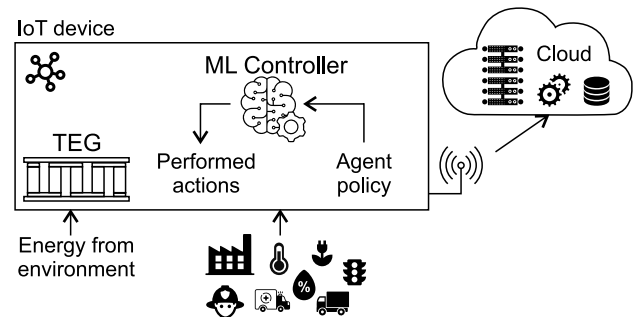 IoT device
ML Controller
Cloud
TEG
Performed
actions
Agent
policy
Energy from
environment
%